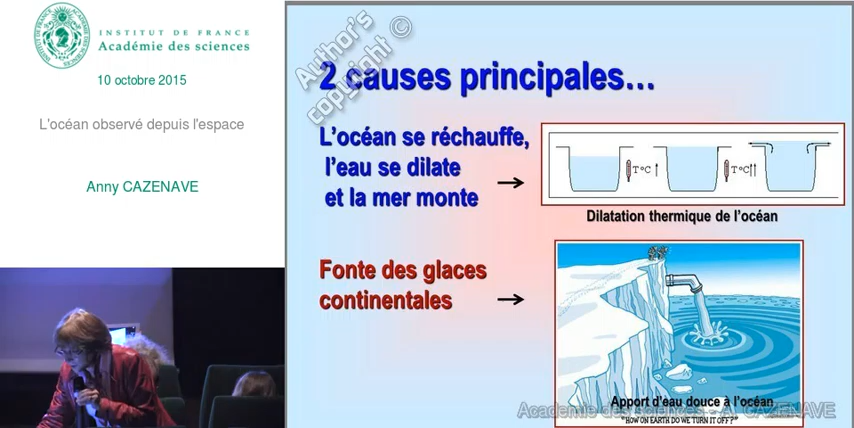 INSTITUT DE FRANCE
Académie des sciences
10 octobre 2015
L'océan observé depuis l'espace
Anny CAZENAVE
Author's
copyright ©
2 causes principales...
L'océan se réchauffe,
l'eau se dilate
et la mer monte
T°C
T°C
Dilatation thermique de l'océan
Fonte des glaces
continentales
Apport d'eau douce à l'océan
Academie des sciences - A. CAZENAVE
"HOW ON EARTH DO WE TURN IT OFF?"